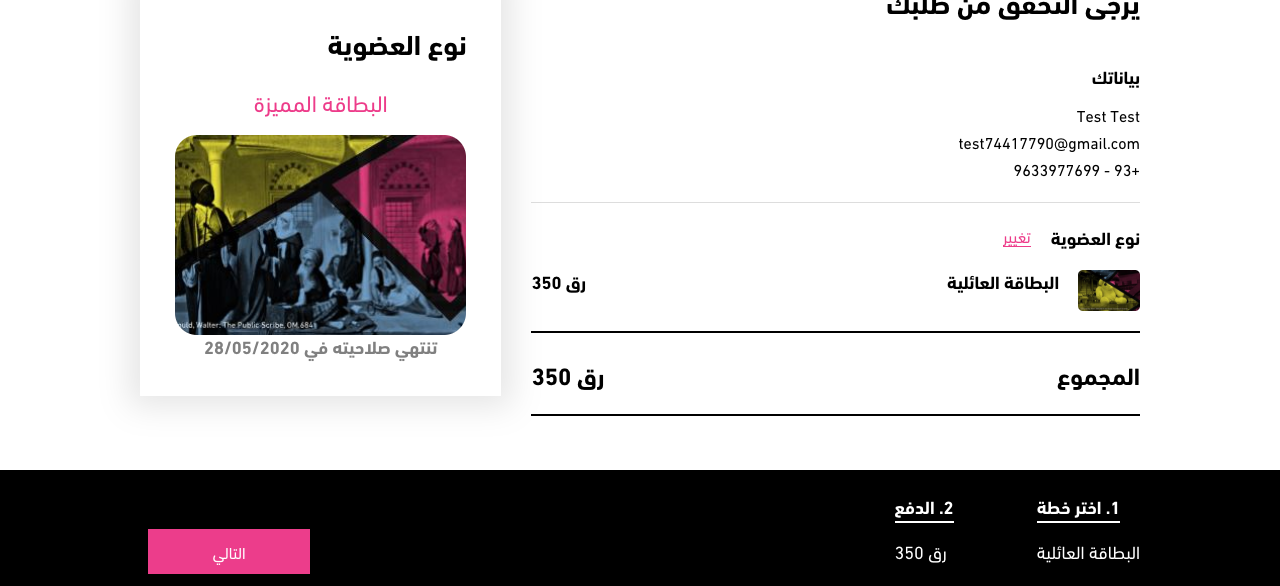 يرجى التحقق من طلبك
بياناتك
Test Test
test74417790@gmail.com
+93 - 9633977699
نوع العضوية تغيير
البطاقة العائلية رق 350
المجموع رق 350
نوع العضوية
البطاقة المميزة
ould, Walter; The Public Scribe, OM.684
تنتهي صلاحيته في 28/05/2020
1. اختر خطة
البطاقة العائلية
2. الدفع
رق 350
التالي